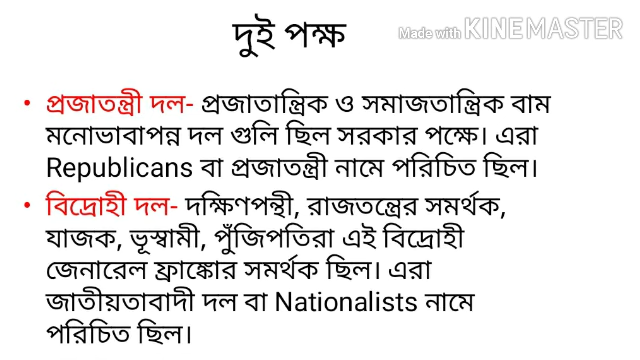 দুই পক্ষ
Made with KINEMASTER
• প্রজাতন্ত্রী দল- প্রজাতান্ত্রিক ও সমাজতান্ত্রিক বাম
মনোভাবাপন্ন দল গুলি ছিল সরকার পক্ষে। এরা
Republicans বা প্রজাতন্ত্রী নামে পরিচিত ছিল।
• বিদ্রোহী দল- দক্ষিণপন্থী, রাজতন্ত্রের সমর্থক,
যাজক, ভূস্বামী, পুঁজিপতিরা এই বিদ্রোহী
জেনারেল ফ্রাঙ্কোর সমর্থক ছিল। এরা
জাতীয়তাবাদী দল বা Nationalists নামে
পরিচিত ছিল।